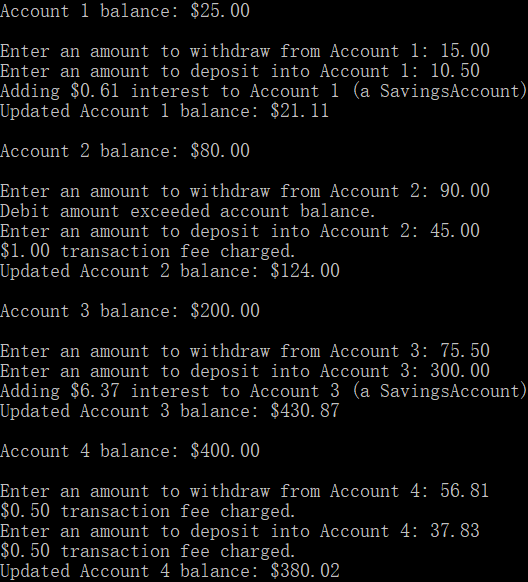 Account 1 balance: $25.00
Enter an amount to withdraw from Account 1: 15.00
Enter an amount to deposit into Account 1: 10.50
Adding $0.61 interest to Account 1 (a SavingsAccount)
Updated Account 1 balance: $21.11
Account 2 balance: $80.00
Enter an amount to withdraw from Account 2: 90.00
Debit amount exceeded account balance.
Enter an amount to deposit into Account 2: 45.00
$1.00 transaction fee charged.
Updated Account 2 balance: $124.00
Account 3 balance: $200.00
Enter an amount to withdraw from Account 3: 75.50
Enter an amount to deposit into Account 3: 300.00
Adding $6.37 interest to Account 3 (a SavingsAccount)
Updated Account 3 balance: $430.87
Account 4 balance: $400.00
Enter an amount to withdraw from Account 4: 56.81
$0.50 transaction fee charged.
Enter an amount to deposit into Account 4: 37.83
$0.50 transaction fee charged.
Updated Account 4 balance: $380.02